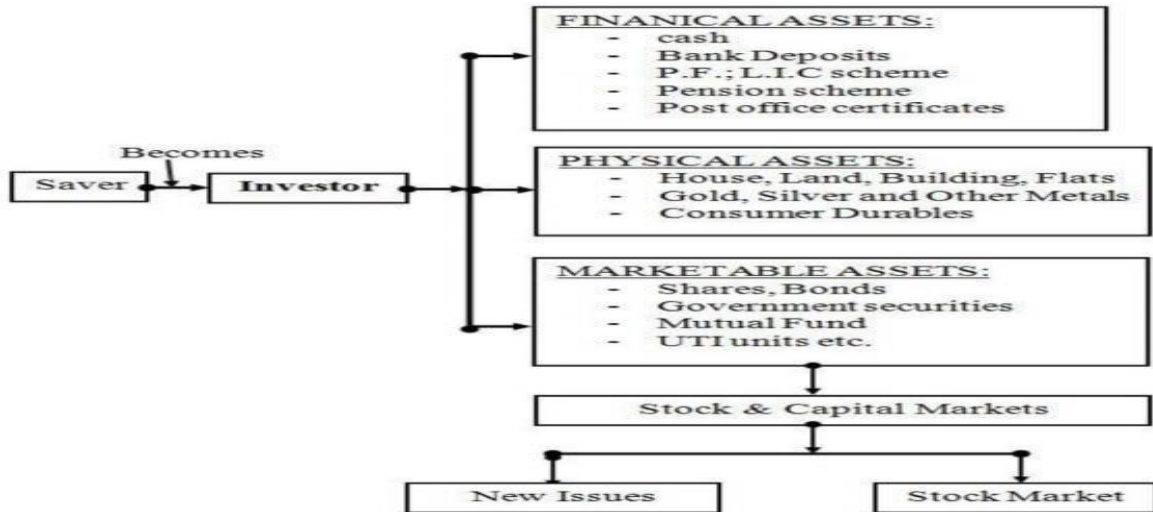 FINANICAL ASSETS:
- cash
- Bank Deposits
- P.F.; L.I.C scheme
- Pension scheme
- Post office certificates
Becomes
Saver
Investor
PHYSICAL ASSETS:
- House, Land, Building, Flats
- Gold, Silver and Other Metals
- Consumer Durables
MARKETABLE ASSETS:
- Shares, Bonds
- Government securities
- Mutual Fund
- UTI units etc.
Stock & Capital Markets
New Issues
Stock Market